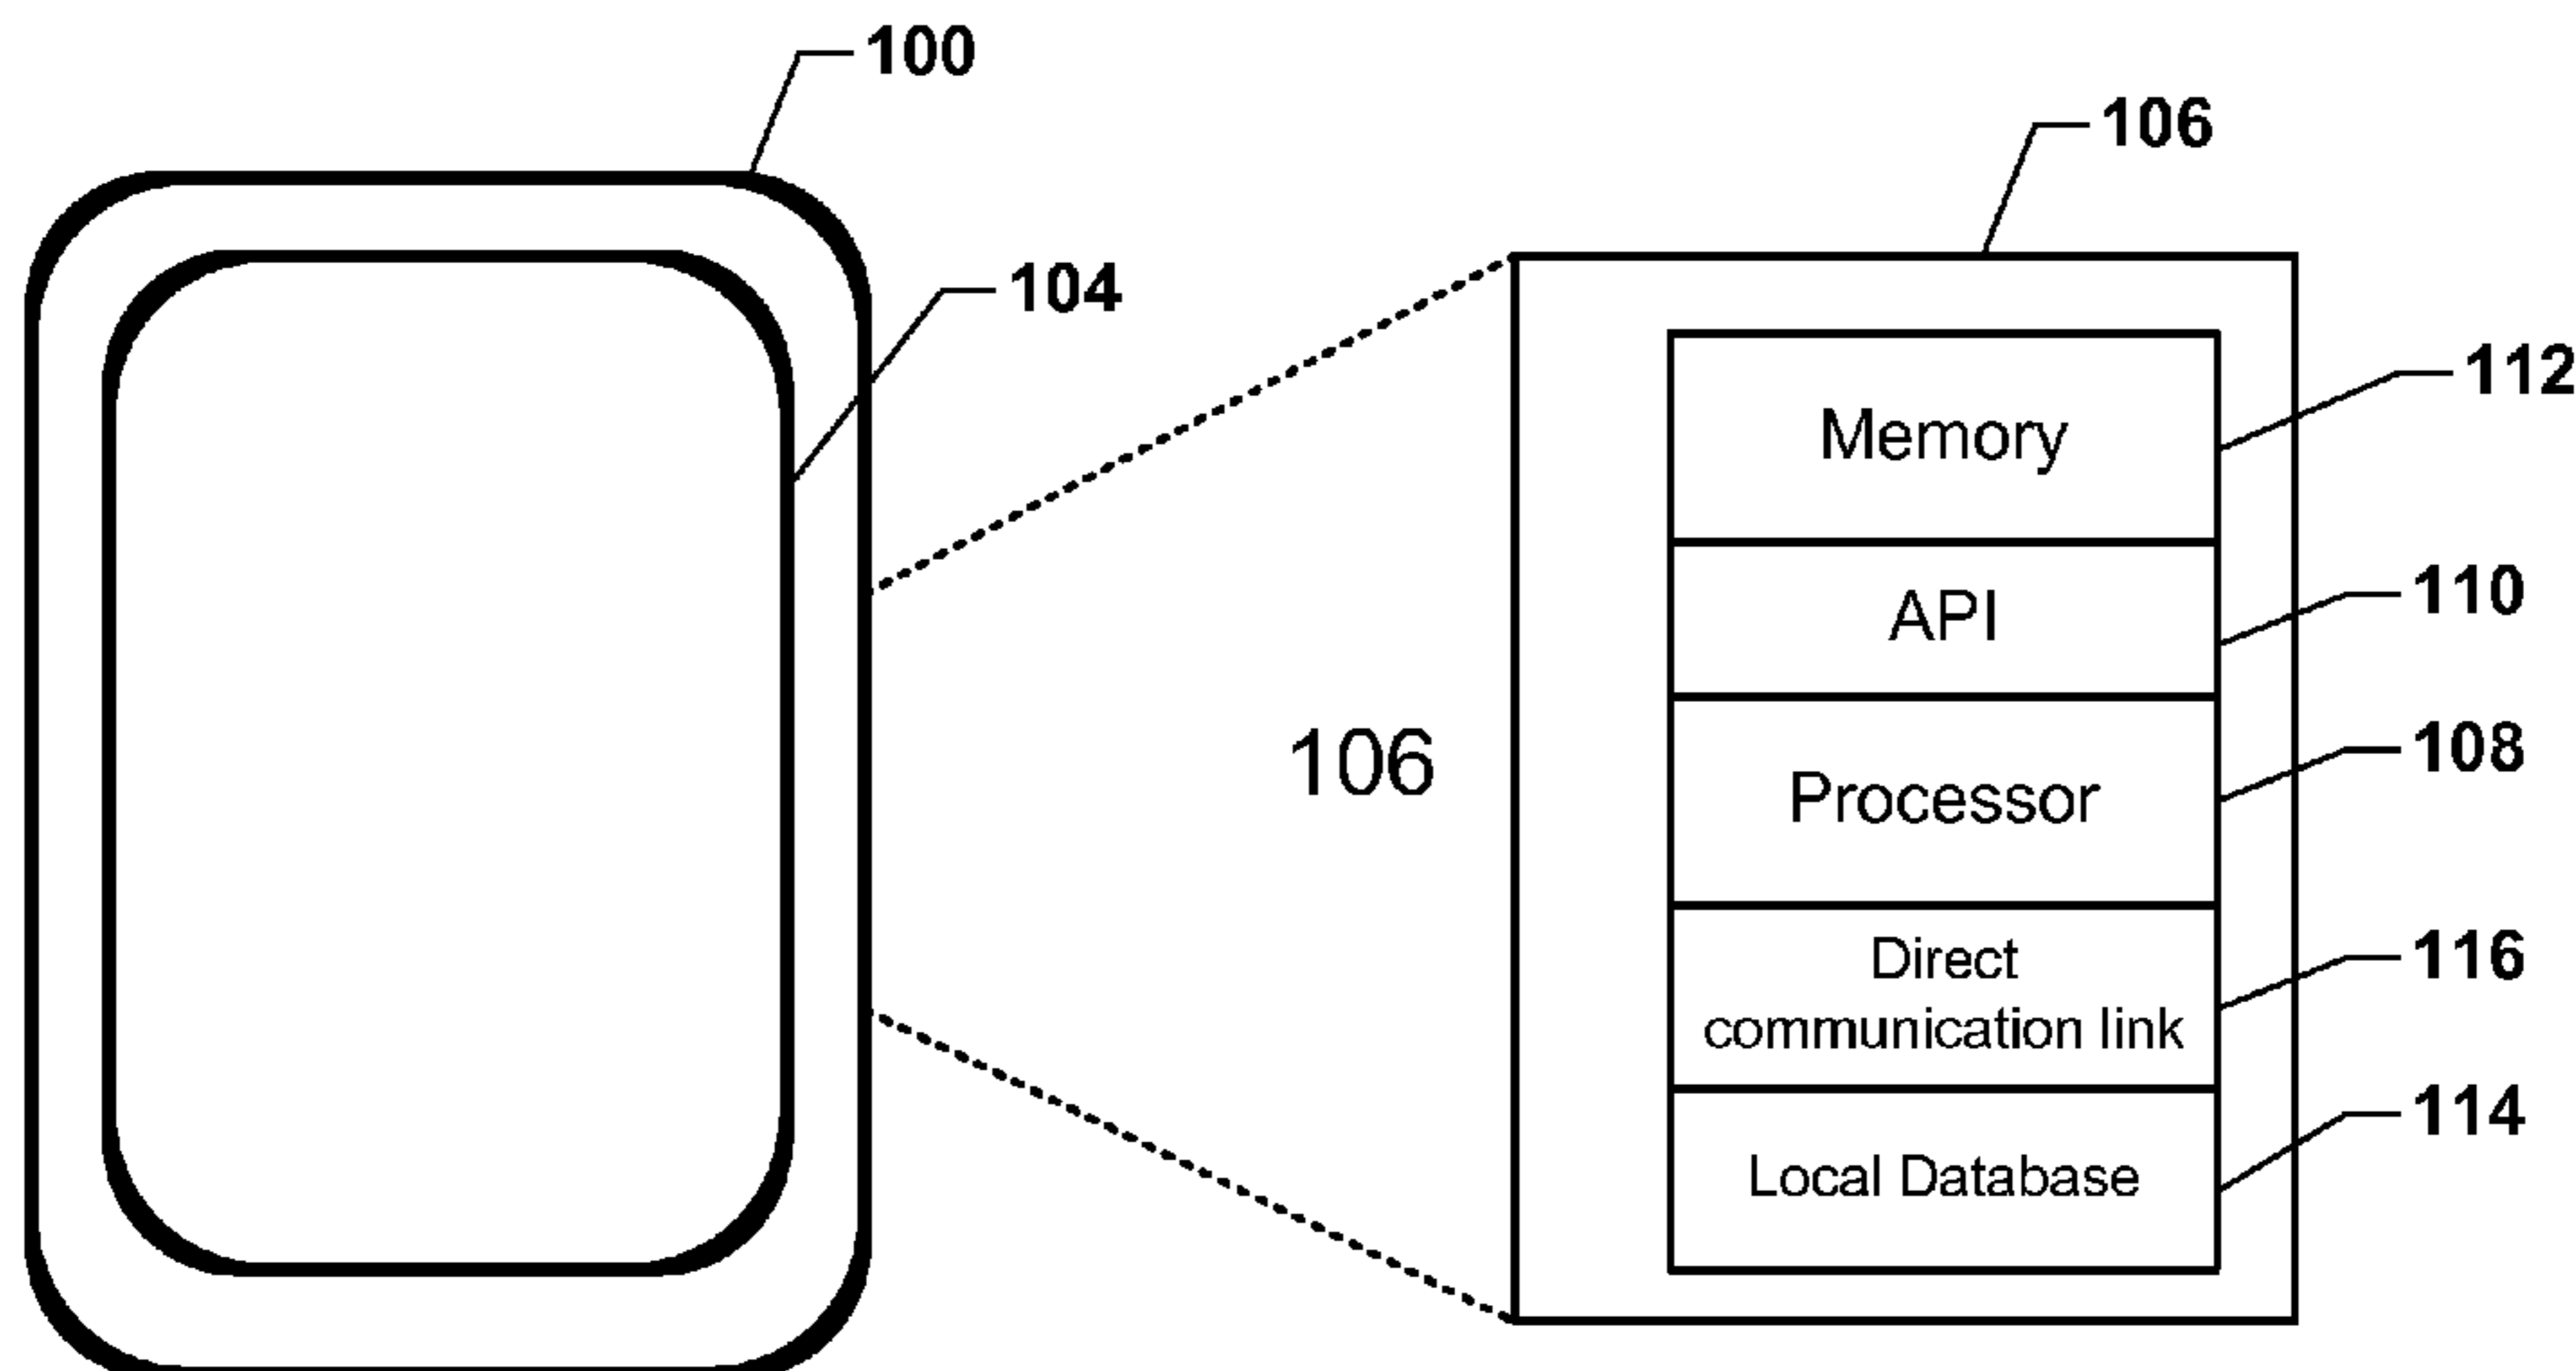 100
106
104
112
Memory
110
API
108
106
Processor
116
Direct
communication link
114
Local Database